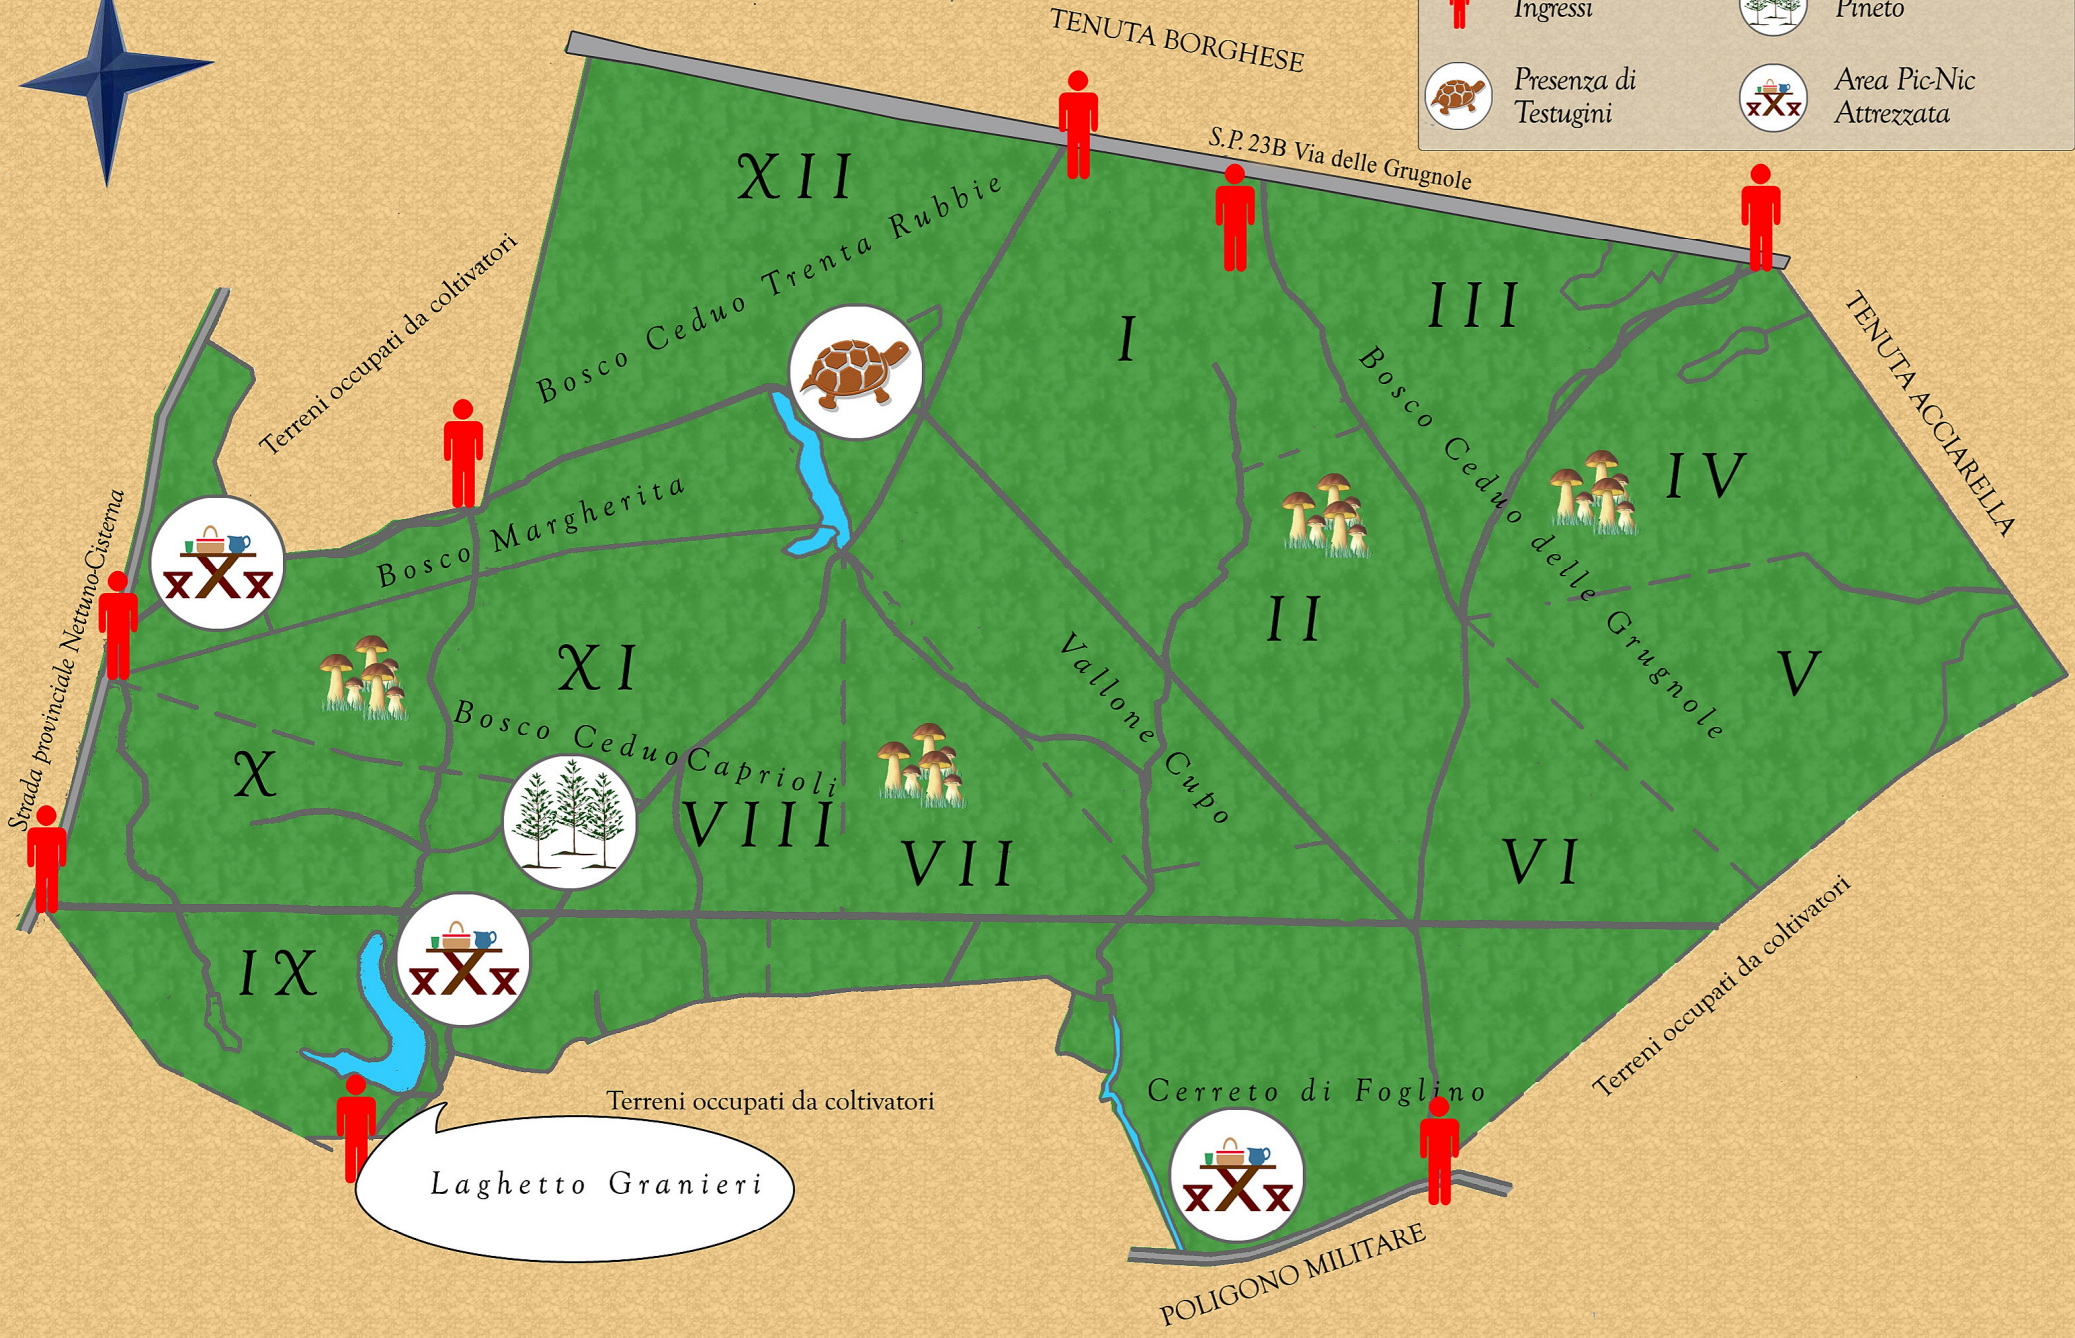 TENUTA BORGHESE
Ingressi
Pineto
Presenza di
Testugini
Area Pic-Nic
Attrezzata
S.P. 23B Via delle Grugnole
XII
Bosco Ceduo Trenta Rubbie
Terreni occupati da coltivatori
I
III
TENUTA ACCIARELLA
Bosco Ceduo delle Grugnole
IV
Bosco Margherita
Strada provinciale Nettuno-Cisterna
XI
II
V
Vallone Cupo
X
Bosco Ceduo Caprioli
VIII
VII
VI
IX
Terreni occupati da coltivatori
Terreni occupati da coltivatori
Cerreto di Foglino
Laghetto Granieri
POLIGONO MILITARE